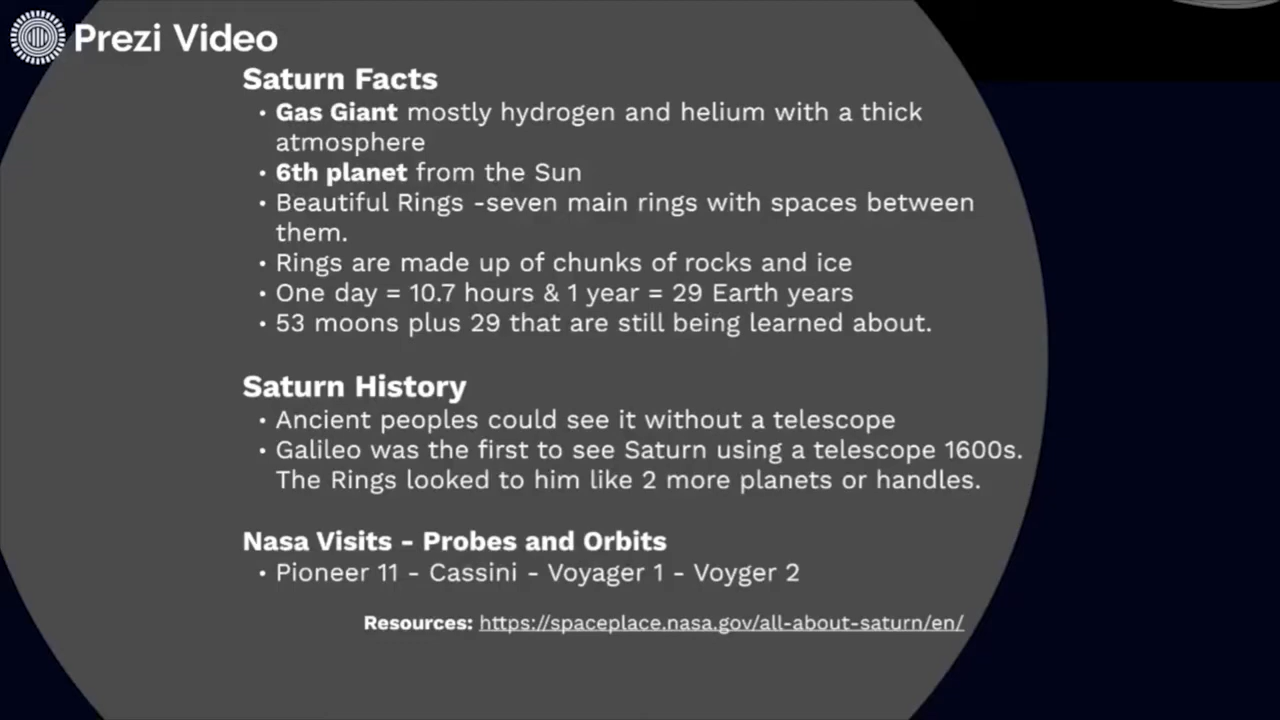 Prezi Video
Saturn Facts
• Gas Giant mostly hydrogen and helium with a thick
atmosphere
• 6th planet from the Sun
• Beautiful Rings -seven main rings with spaces between
them.
• Rings are made up of chunks of rocks and ice
• One day = 10.7 hours & 1 year = 29 Earth years
• 53 moons plus 29 that are still being learned about.
Saturn History
• Ancient peoples could see it without a telescope
• Galileo was the first to see Saturn using a telescope 1600s.
The Rings looked to him like 2 more planets or handles.
Nasa Visits - Probes and Orbits
• Pioneer 11 - Cassini - Voyager 1 - Voyger 2
Resources: https://spaceplace.nasa.gov/all-about-saturn/en/